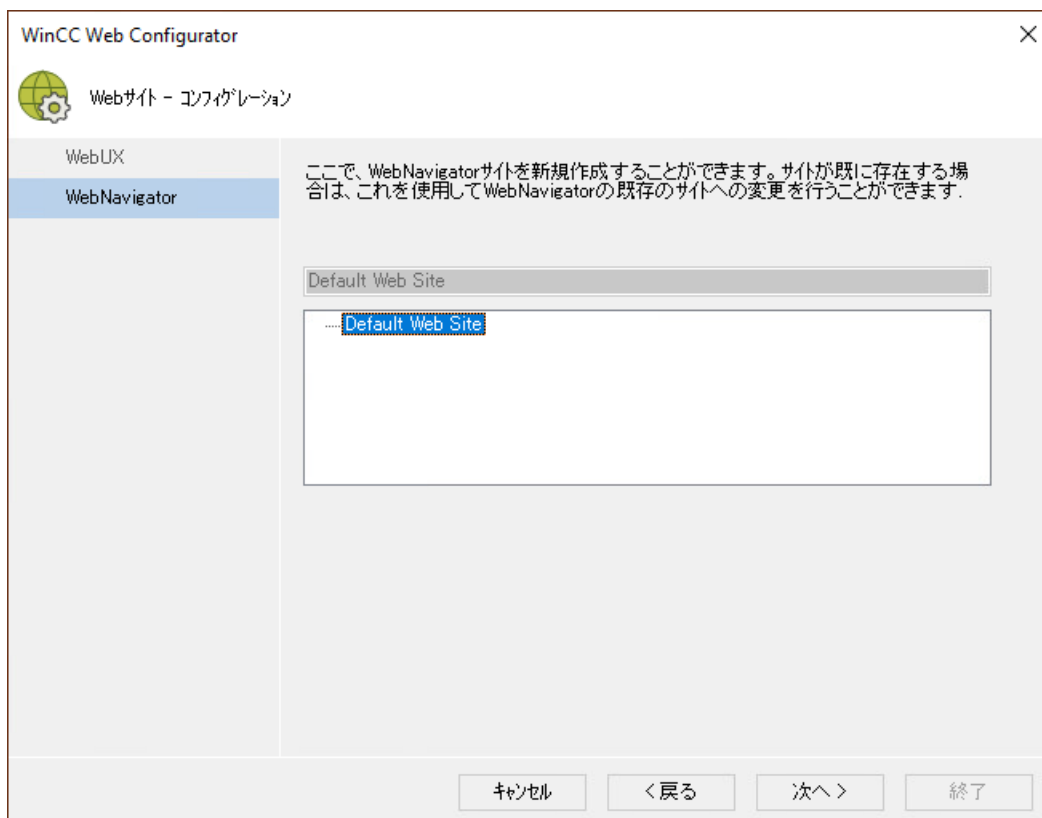 WinCC Web Configurator
Webｻｲﾄ - ｺﾝﾌｨｸﾞﾚｰｼｮﾝ
WebUX
WebNavigator
ここで、WebNavigatorサイトを新規作成することができます。サイトが既に存在する場
合は、これを使用してWebNavigatorの既存のサイトへの変更を行うことができます.
Default Web Site
Default Web Site
ｷｬﾝｾﾙ
<戻る
次へ>
終了